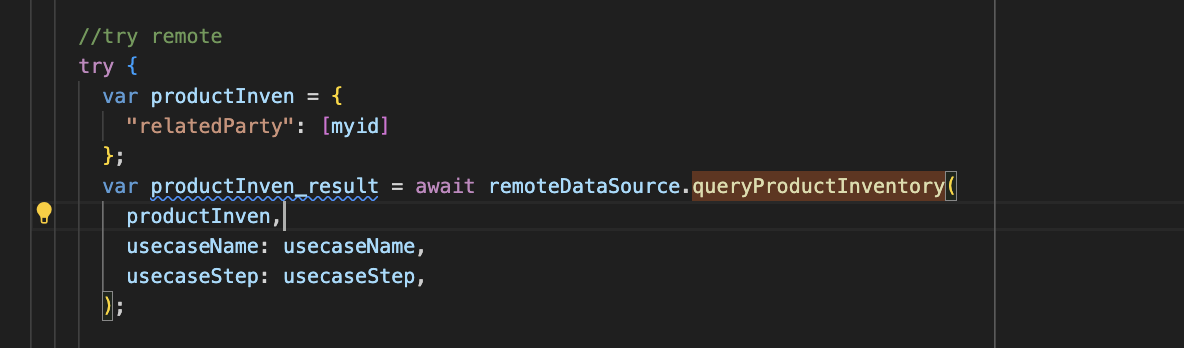 //try remote
try {
var productInven = {
"relatedParty": [myid]
};
var productInven_result = await remoteDataSource.queryProductInventory(
productInven,
usecaseName: usecaseName,
usecaseStep: usecaseStep,
);